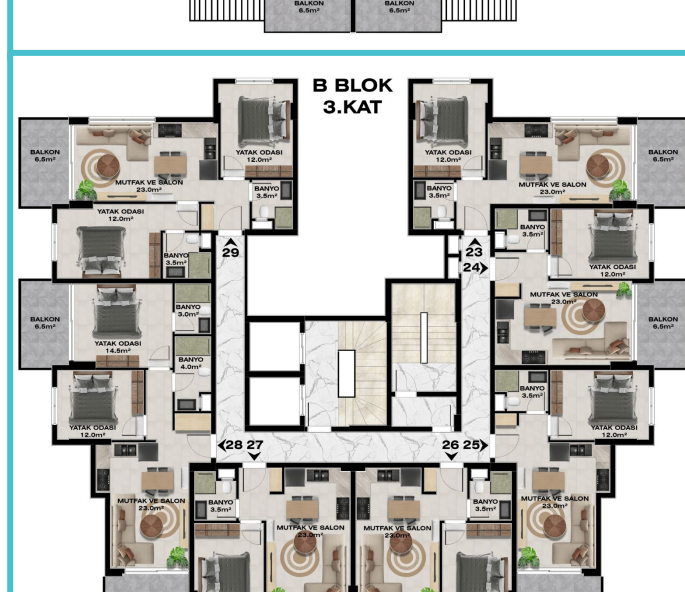 BALKON
6.5m²
BALKON
6.5m²
B BLOK
3.KAT
YATAK ODASI
12.0m²
YATAK ODASI
12.0m²
BALKON
6.5m²
MUTFAK VE SALON
23.0m²
BANYO
3.5m²
BANYO
3.5m²
MUTFAK VE SALON
23.0m²
BALKON
6.5m²
YATAK ODASI
12.0m²
BANYO
3.5m²
29
23
24
BANYO
3.5m²
YATAK ODASI
12.0m²
BALKON
6.5m²
YATAK ODASI
14.5m²
BANYO
3.0m²
BANYO
4.0m²
MUTFAK VE SALON
23.0m²
BALKON
6.5m²
YATAK ODASI
12.0m²
BANYO
3.5m²
YATAK ODASI
12.0m²
28 27
26 25
MUTFAK VE SALON
23.0m²
BANYO
3.5m²
MUTFAK VE SALON
23.0m²
MUTFAK VE SALON
23.0m²
BANYO
3.5m²
MUTFAK VE SALON
23.0m²